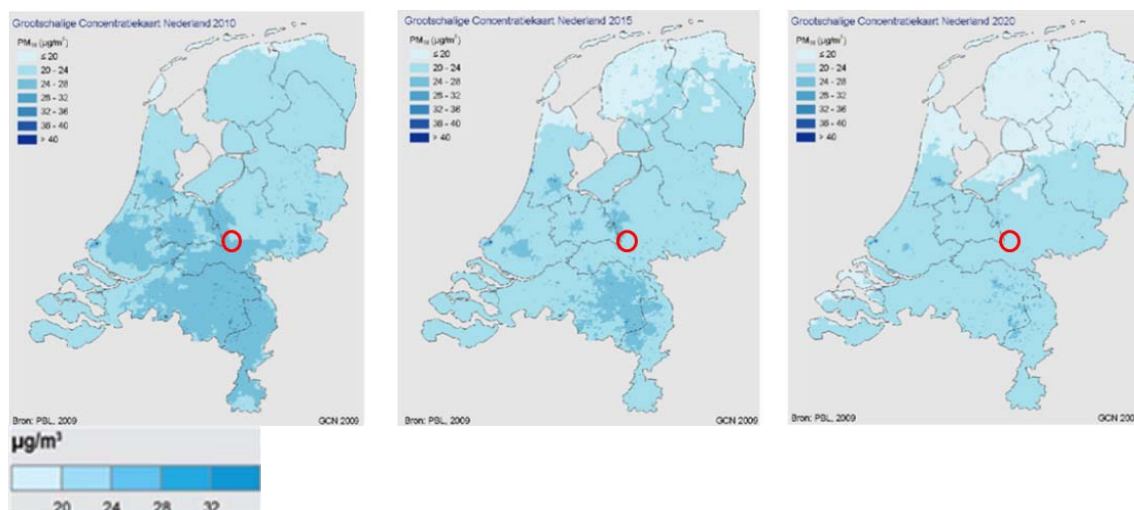 Grootschalige Concentratiekaart Nederland 2010
PM₁₀ (µg/m³)
≤ 20
20 - 24
24 - 28
28 - 32
32 - 36
36 - 40
> 40
Bron: PBL, 2009
GCN 2009
Grootschalige Concentratiekaart Nederland 2015
PM₁₀ (µg/m³)
≤ 20
20 - 24
24 - 28
28 - 32
32 - 36
36 - 40
> 40
Bron: PBL, 2009
GCN 2009
Grootschalige Concentratiekaart Nederland 2020
PM₁₀ (µg/m³)
≤ 20
20 - 24
24 - 28
28 - 32
32 - 36
36 - 40
> 40
Bron: PBL, 2009
GCN 2009
µg/m³
20 24 28 32